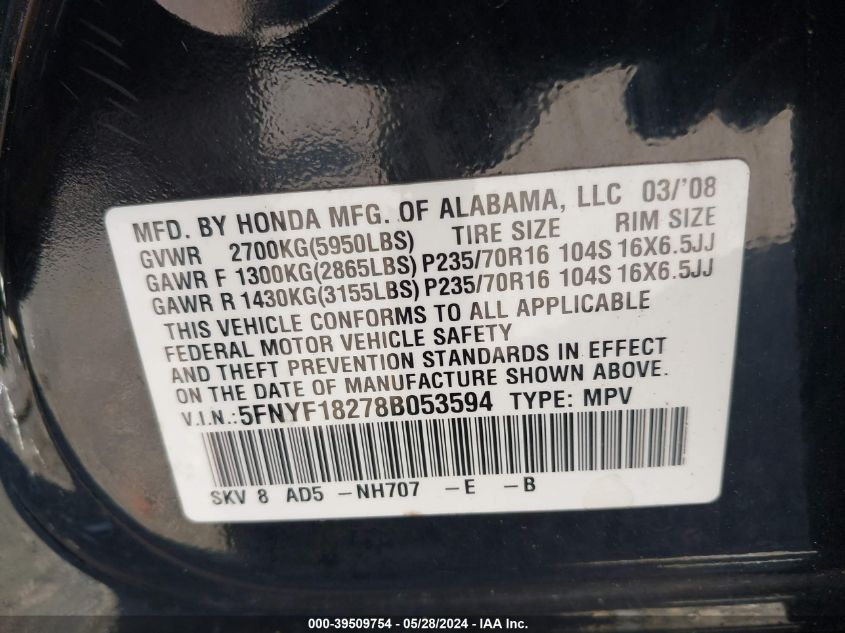 MFD. BY HONDA MFG. OF ALABAMA, LLC 03/'08
GVWR 2700KG(5950LBS) TIRE SIZE RIM SIZE
GAWR F 1300KG(2865LBS) P235/70R16 104S 16X6.5JJ
GAWR R 1430KG(3155LBS) P235/70R16 104S 16X6.5JJ
THIS VEHICLE CONFORMS TO ALL APPLICABLE
FEDERAL MOTOR VEHICLE SAFETY
AND THEFT PREVENTION STANDARDS IN EFFECT
ON THE DATE OF MANUFACTURE SHOWN ABOVE.
V.I.N.:5FNYF18278B053594 TYPE: MPV
SKV 8 AD5 -NH707 -E -B
000-39509754 - 05/28/2024 - IAA Inc.